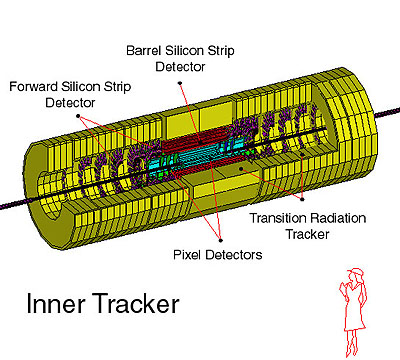 Barrel Silicon Strip
Detector
Forward Silicon Strip
Detector
Transition Radiation
Tracker
Pixel Detectors
Inner Tracker